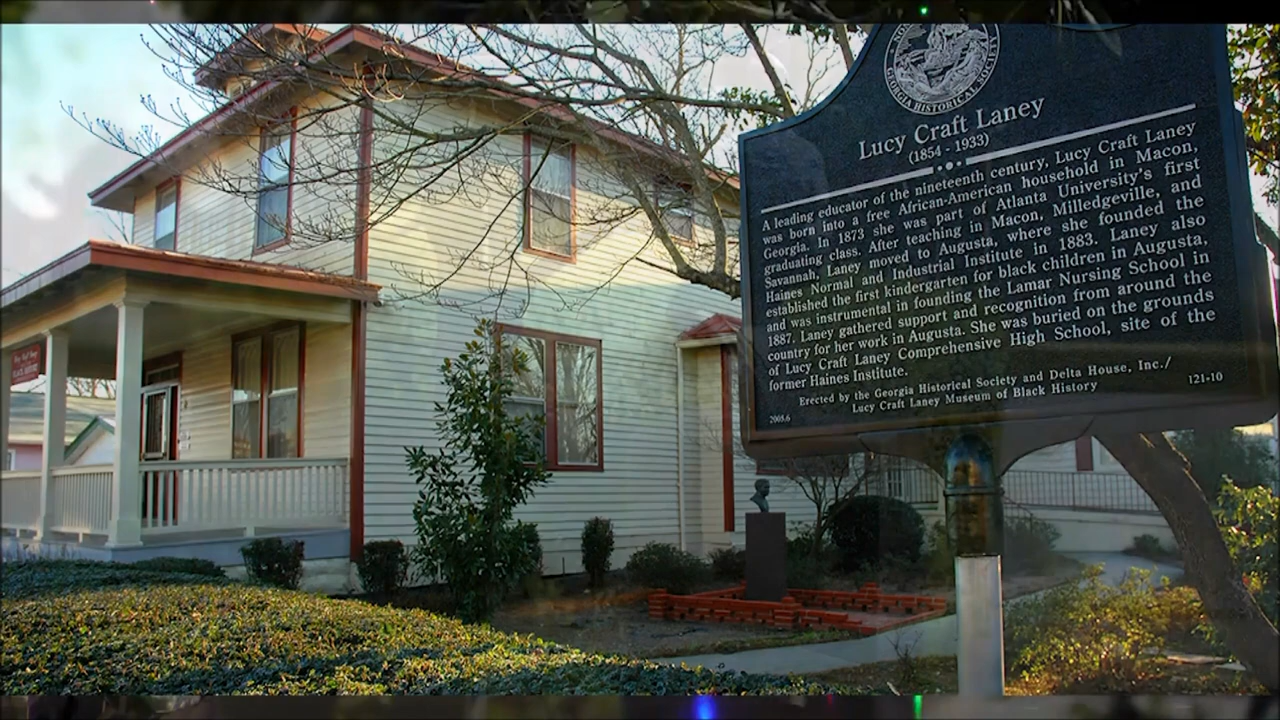 GEORGIA HISTORICAL SOCIETY
Lucy Craft Laney
(1854 - 1933)
A leading educator of the nineteenth century, Lucy Craft Laney
was born into a free African-American household in Macon,
Georgia. In 1873 she was part of Atlanta University's first
graduating class. After teaching in Macon, Milledgeville, and
Savannah, Laney moved to Augusta, where she founded the
Haines Normal and Industrial Institute in 1883. Laney also
established the first kindergarten for black children in Augusta,
and was instrumental in founding the Lamar Nursing School in
1887. Laney gathered support and recognition from around the
country for her work in Augusta. She was buried on the grounds
of Lucy Craft Laney Comprehensive High School, site of the
former Haines Institute.
Erected by the Georgia Historical Society and Delta House, Inc./
Lucy Craft Laney Museum of Black History
2005.6
121-10